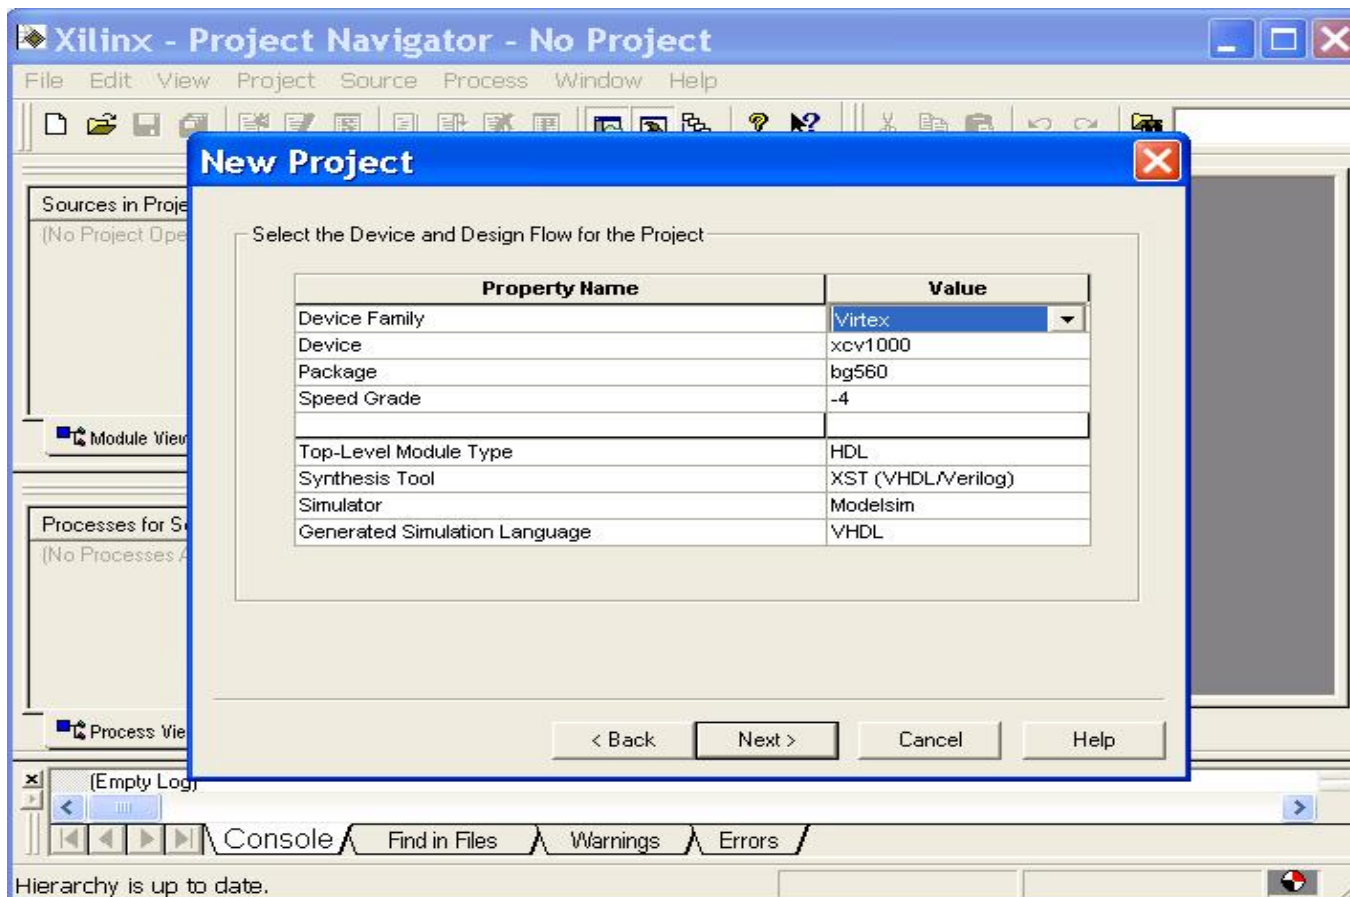 Xilinx - Project Navigator - No Project
File Edit View Project Source Process Window Help
New Project
Sources in Proje
(No Project Ope
Select the Device and Design Flow for the Project
Property Name Value
Device Family Virtex
Device xcv1000
Package bg560
Speed Grade -4
Module View
Top-Level Module Type HDL
Synthesis Tool XST (VHDL/Verilog)
Simulator Modelsim
Generated Simulation Language VHDL
Processes for S
(No Processes A
Process Vie
< Back Next > Cancel Help
(Empty Log)
Console Find in Files Warnings Errors
Hierarchy is up to date.